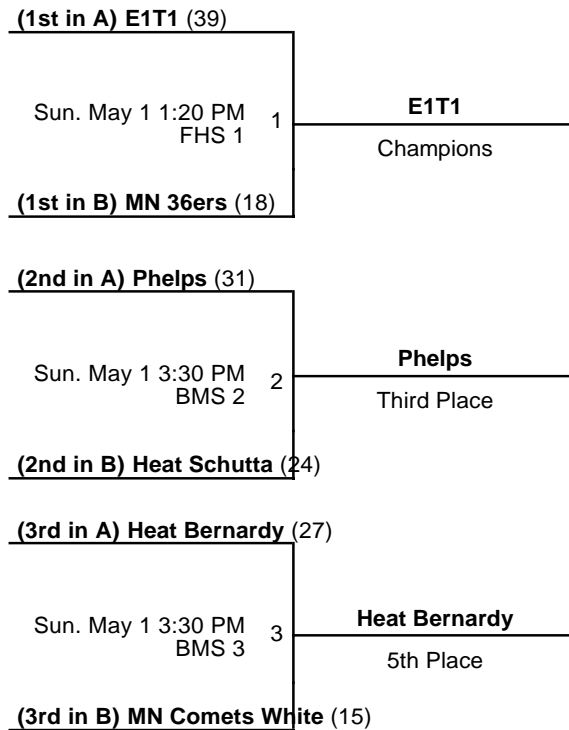 (1st in A) E1T1 (39)
Sun. May 1 1:20 PM
FHS 1
1
E1T1
Champions
(1st in B) MN 36ers (18)
(2nd in A) Phelps (31)
Sun. May 1 3:30 PM
BMS 2
2
Phelps
Third Place
(2nd in B) Heat Schutta (24)
(3rd in A) Heat Bernardy (27)
Sun. May 1 3:30 PM
BMS 3
3
Heat Bernardy
5th Place
(3rd in B) MN Comets White (15)